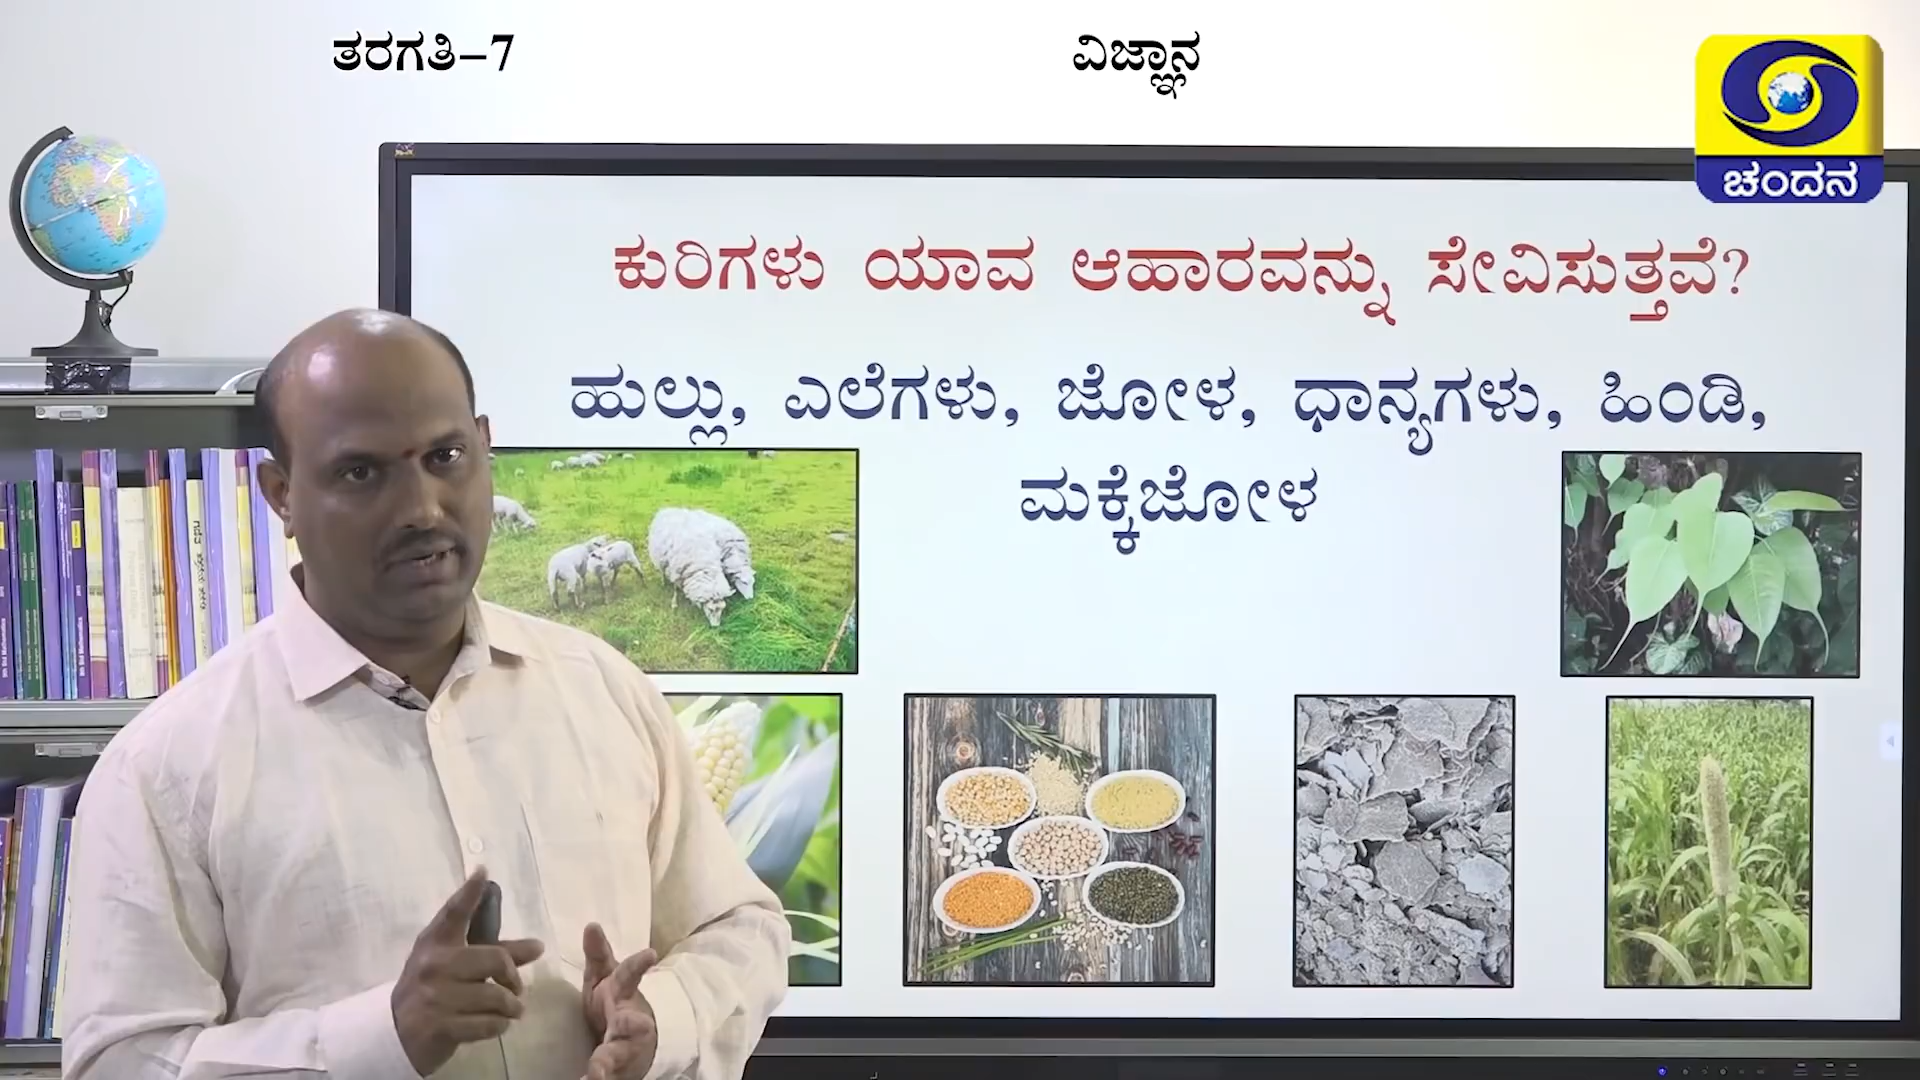 ತರಗತಿ–7
ವಿಜ್ಞಾನ
ಚಂದನ
ಕುರಿಗಳು ಯಾವ ಆಹಾರವನ್ನು ಸೇವಿಸುತ್ತವೆ?
ಹುಲ್ಲು, ಎಲೆಗಳು, ಜೋಳ, ಧಾನ್ಯಗಳು, ಹಿಂಡಿ,
ಮಕ್ಕೆಜೋಳ